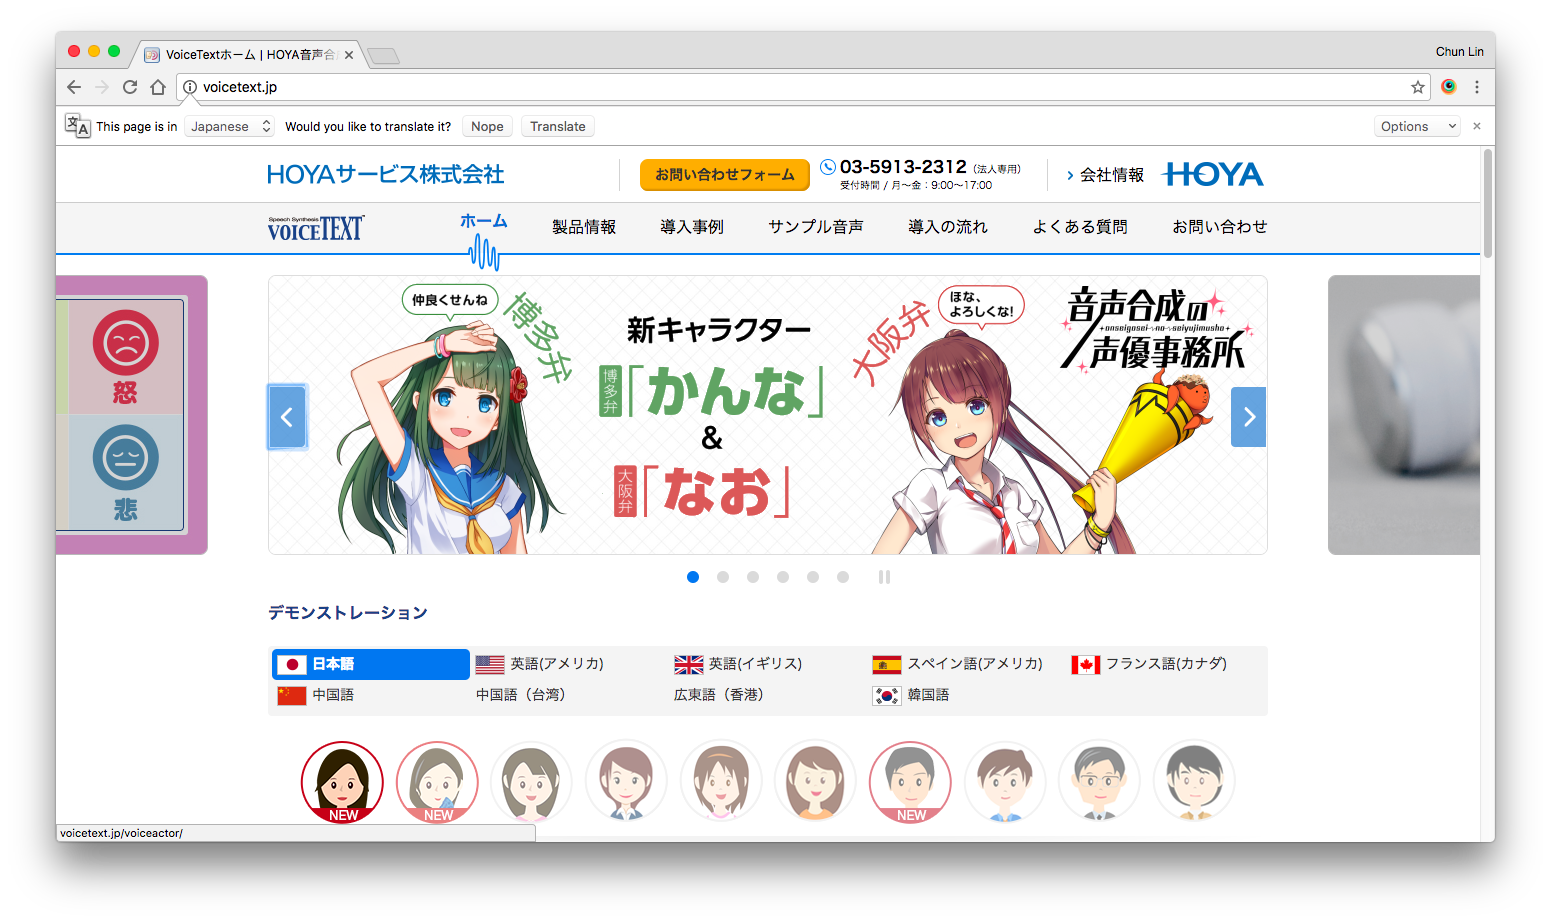 VoiceTextホーム | HOYA音声合
Chun Lin
voicetext.jp
This page is in Japanese Would you like to translate it? Nope Translate Options
HOYAサービス株式会社
お問い合わせフォーム
03-5913-2312 (法人専用)
受付時間 / 月〜金：9:00〜17:00
会社情報
HOYA
Speech Synthesis
VOICETEXT™
ホーム 製品情報 導入事例 サンプル音声 導入の流れ よくある質問 お問い合わせ
怒
悲
仲良くせんね
博多弁
新キャラクター
博多弁「かんな」
&
大阪弁「なお」
大阪弁
ほな、
よろしくな!
音声合成の
onseigosei-no-seiyujimusho
声優事務所
デモンストレーション
日本語 英語(アメリカ) 英語(イギリス) スペイン語(アメリカ) フランス語(カナダ)
中国語 中国語（台湾） 広東語（香港） 韓国語
NEW NEW NEW
voicetext.jp/voiceactor/